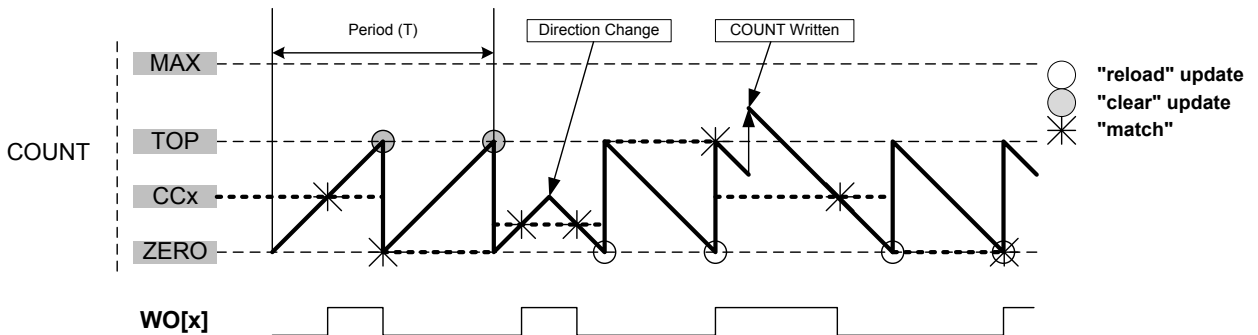 Period (T)
Direction Change
COUNT Written
MAX
"reload" update
"clear" update
TOP
"match"
COUNT
CCx
ZERO
WO[x]